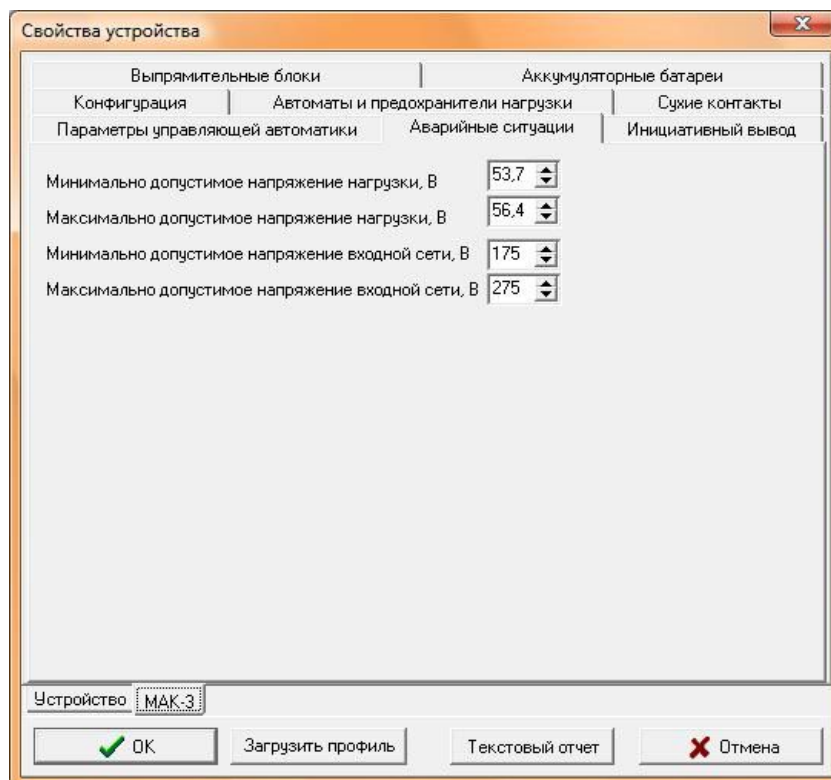 Свойства устройства
Выпрямительные блоки Аккумуляторные батареи
Конфигурация Автоматы и предохранители нагрузки Сухие контакты
Параметры управляющей автоматики Аварийные ситуации Инициативный вывод
Минимально допустимое напряжение нагрузки, В 53,7
Максимально допустимое напряжение нагрузки, В 56,4
Минимально допустимое напряжение входной сети, В 175
Максимально допустимое напряжение входной сети, В 275
Устройство МАК-3
OK Загрузить профиль Текстовый отчет Отмена